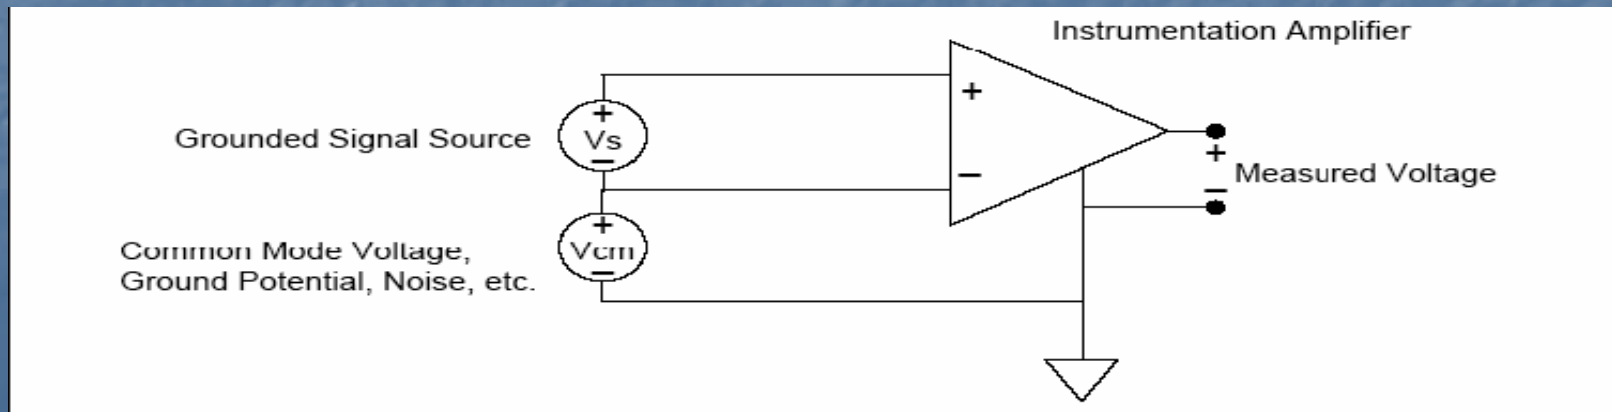 Instrumentation Amplifier
+
+
Grounded Signal Source
Vs
−
−
+
−
Measured Voltage
+
Common Mode Voltage,
Vcm
Ground Potential, Noise, etc.
−